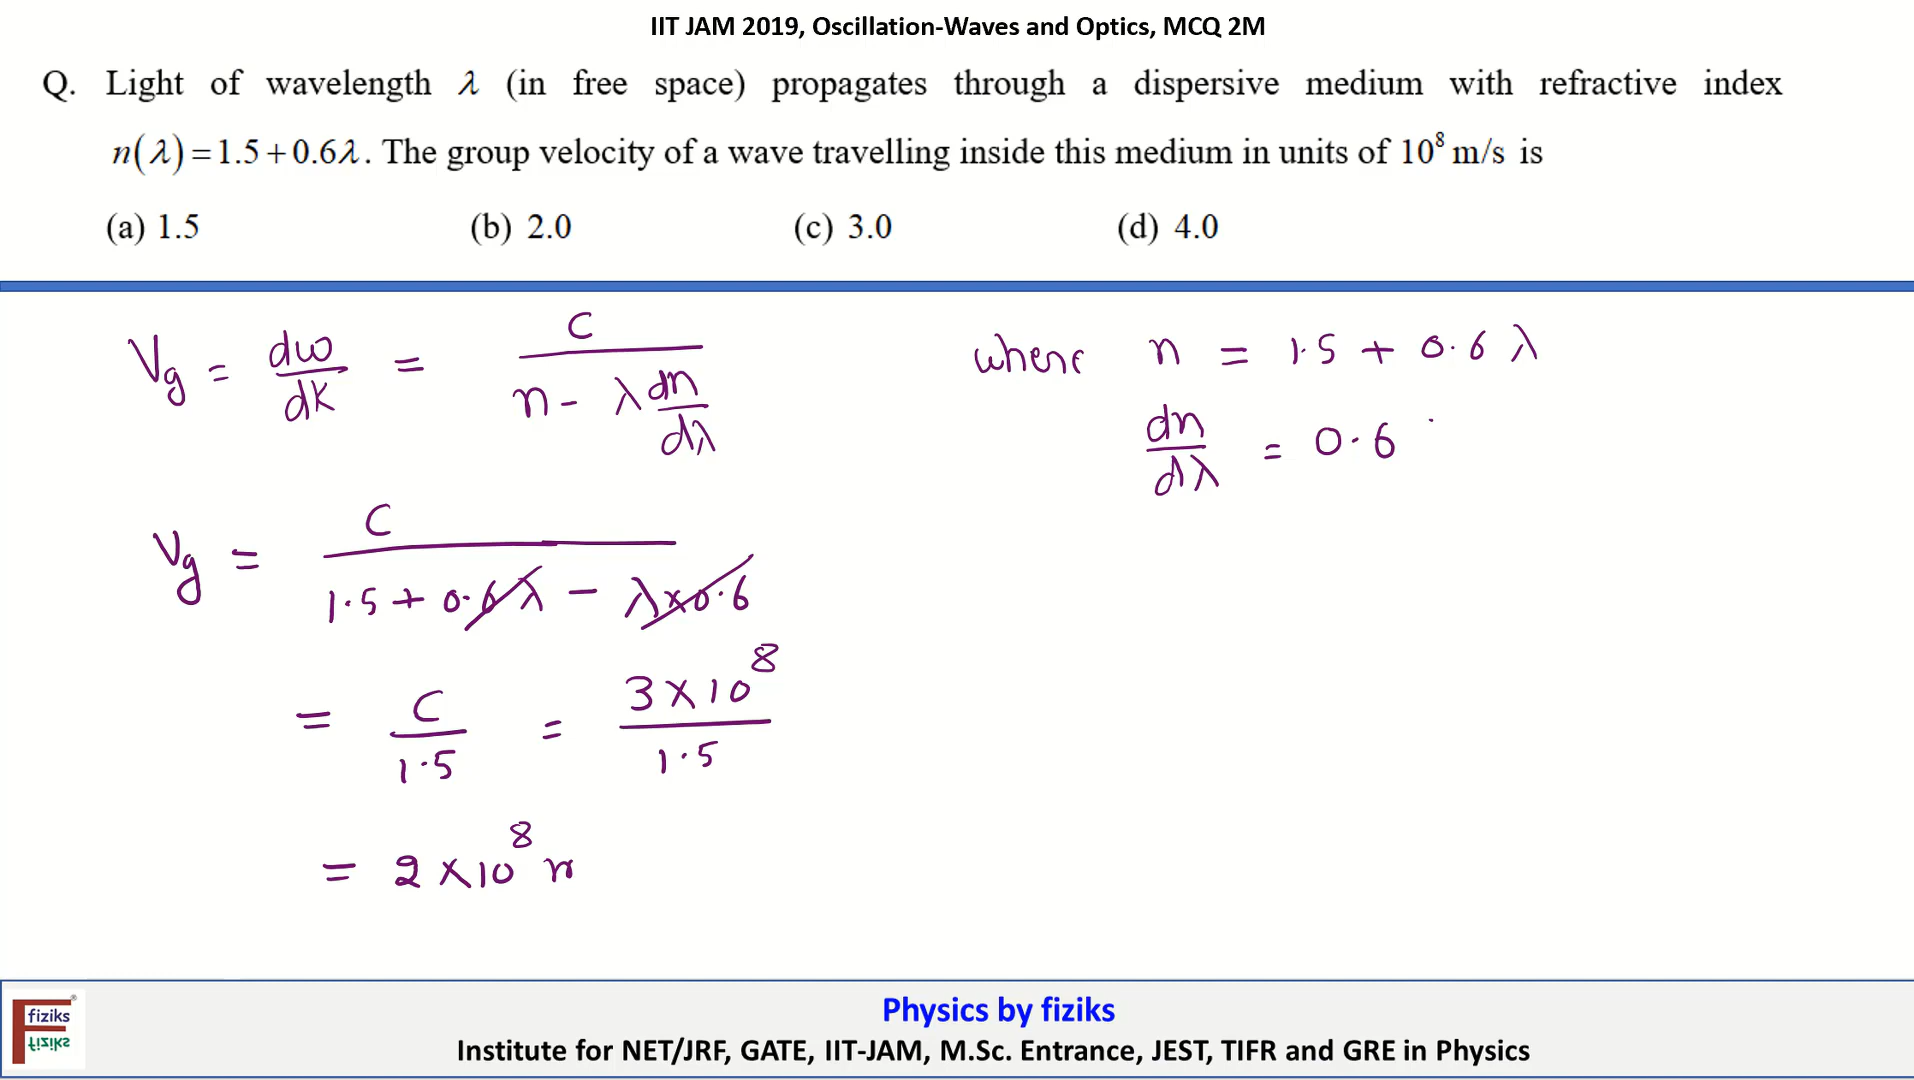 IIT JAM 2019, Oscillation-Waves and Optics, MCQ 2M
Q. Light of wavelength λ (in free space) propagates through a dispersive medium with refractive index
n(λ)=1.5+0.6λ. The group velocity of a wave travelling inside this medium in units of 10⁸ m/s is
(a) 1.5 (b) 2.0 (c) 3.0 (d) 4.0
Vg = dω/dk = c/(n - λ dn/dλ)
where n = 1.5 + 0.6 λ
dn/dλ = 0.6
Vg = c/(1.5 + 0.6λ - λ×0.6)
= c/1.5 = 3×10⁸/1.5
= 2×10⁸ m
fiziks
fiziks
Physics by fiziks
Institute for NET/JRF, GATE, IIT-JAM, M.Sc. Entrance, JEST, TIFR and GRE in Physics